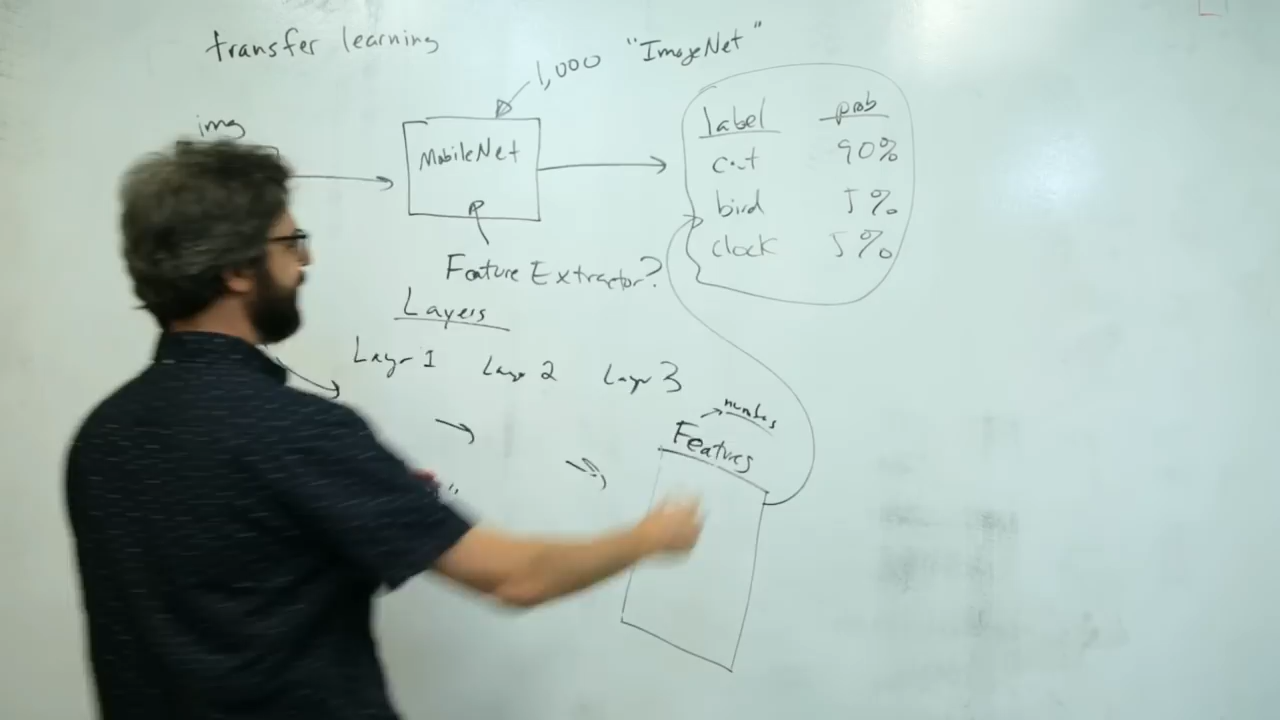 transfer learning
1,000 "ImageNet"
img
MobileNet
label prob
cat 90%
bird 5%
clock 5%
Feature Extractor?
Layers
Layer 1 Layer 2 Layer 3
numbers
Features